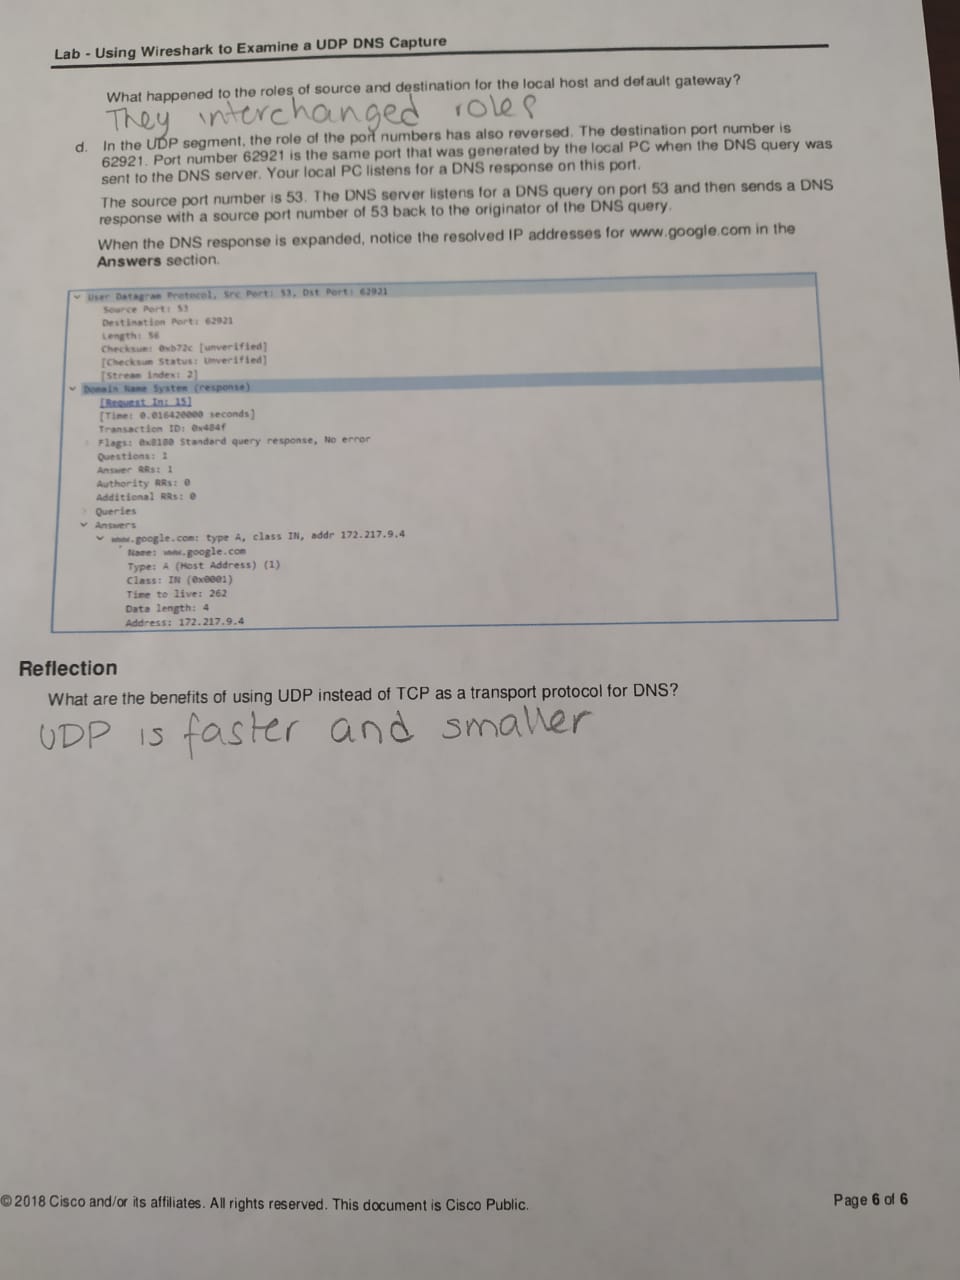 Lab - Using Wireshark to Examine a UDP DNS Capture
What happened to the roles of source and destination for the local host and default gateway?
They interchanged roles
d. In the UDP segment, the role of the port numbers has also reversed. The destination port number is
62921. Port number 62921 is the same port that was generated by the local PC when the DNS query was
sent to the DNS server. Your local PC listens for a DNS response on this port.
The source port number is 53. The DNS server listens for a DNS query on port 53 and then sends a DNS
response with a source port number of 53 back to the originator of the DNS query.
When the DNS response is expanded, notice the resolved IP addresses for www.google.com in the
Answers section.
User Datagram Protocol, Src Port: 53, Dst Port: 62921
Source Port: 53
Destination Port: 62921
Length: 56
Checksum: 0xb72c [unverified]
[Checksum Status: Unverified]
[Stream index: 2]
Domain Name System (response)
[Request In: 15]
[Time: 0.016420000 seconds]
Transaction ID: 0x484f
Flags: 0x8180 Standard query response, No error
Questions: 1
Answer RRs: 1
Authority RRs: 0
Additional RRs: 0
Queries
Answers
www.google.com: type A, class IN, addr 172.217.9.4
Name: www.google.com
Type: A (Host Address) (1)
Class: IN (0x0001)
Time to live: 262
Data length: 4
Address: 172.217.9.4
Reflection
What are the benefits of using UDP instead of TCP as a transport protocol for DNS?
UDP is faster and smaller
© 2018 Cisco and/or its affiliates. All rights reserved. This document is Cisco Public.
Page 6 of 6